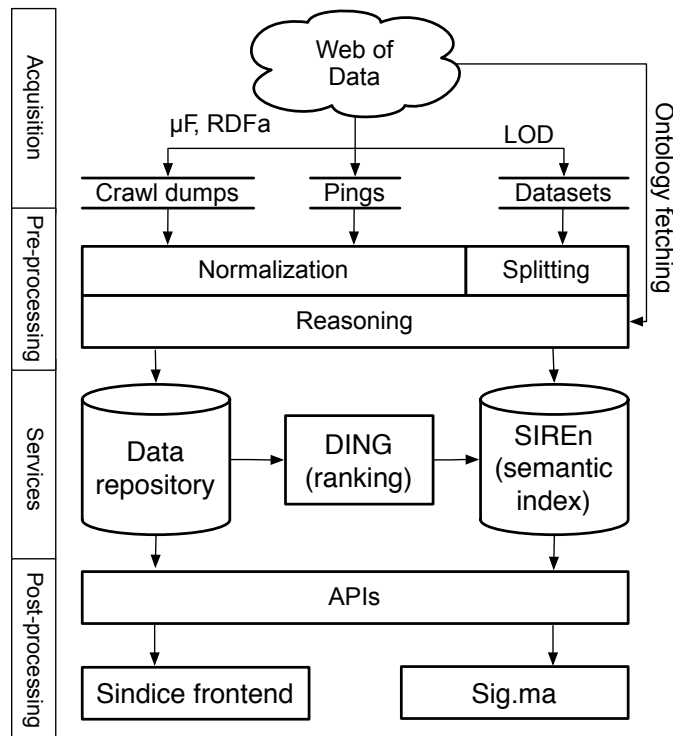 Web of
Data
Acquisition
µF, RDFa
LOD
Ontology fetching
Crawl dumps
Pings
Datasets
Pre-processing
Normalization
Splitting
Reasoning
Services
Data
repository
DING
(ranking)
SIREn
(semantic
index)
Post-processing
APIs
Sindice frontend
Sig.ma